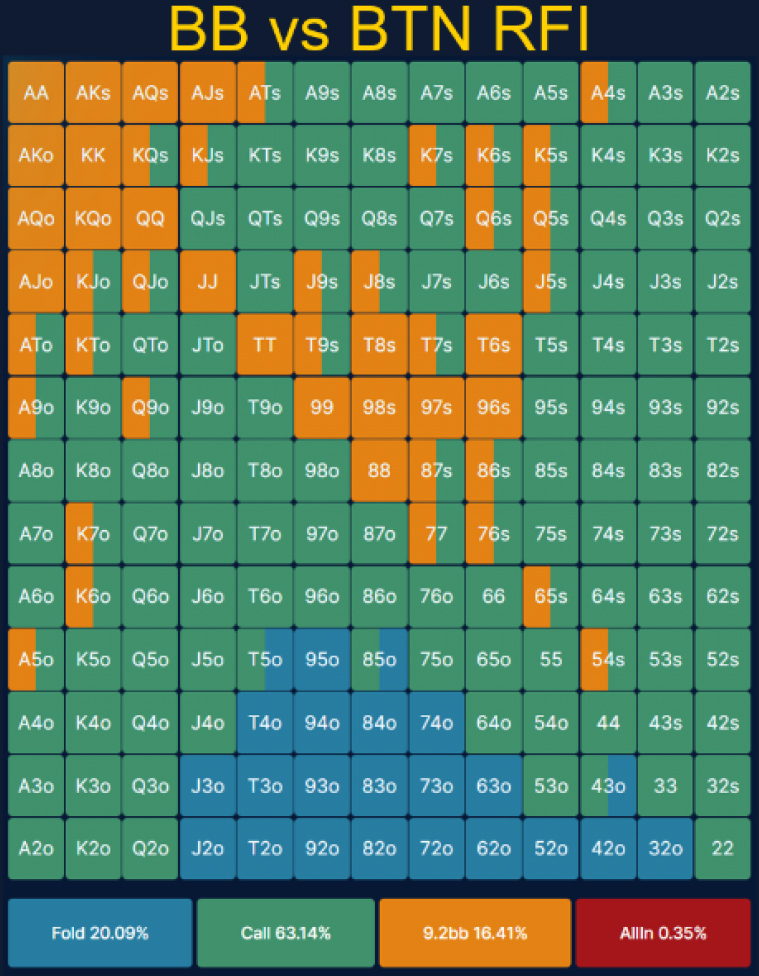 BB vs BTN RFI
AA AKs AQs AJs ATs A9s A8s A7s A6s A5s A4s A3s A2s
AKo KK KQs KJs KTs K9s K8s K7s K6s K5s K4s K3s K2s
AQo KQo QQ QJs QTs Q9s Q8s Q7s Q6s Q5s Q4s Q3s Q2s
AJo KJo QJo JJ JTs J9s J8s J7s J6s J5s J4s J3s J2s
ATo KTo QTo JTo TT T9s T8s T7s T6s T5s T4s T3s T2s
A9o K9o Q9o J9o T9o 99 98s 97s 96s 95s 94s 93s 92s
A8o K8o Q8o J8o T8o 98o 88 87s 86s 85s 84s 83s 82s
A7o K7o Q7o J7o T7o 97o 87o 77 76s 75s 74s 73s 72s
A6o K6o Q6o J6o T6o 96o 86o 76o 66 65s 64s 63s 62s
A5o K5o Q5o J5o T5o 95o 85o 75o 65o 55 54s 53s 52s
A4o K4o Q4o J4o T4o 94o 84o 74o 64o 54o 44 43s 42s
A3o K3o Q3o J3o T3o 93o 83o 73o 63o 53o 43o 33 32s
A2o K2o Q2o J2o T2o 92o 82o 72o 62o 52o 42o 32o 22
Fold 20.09% Call 63.14% 9.2bb 16.41% AllIn 0.35%